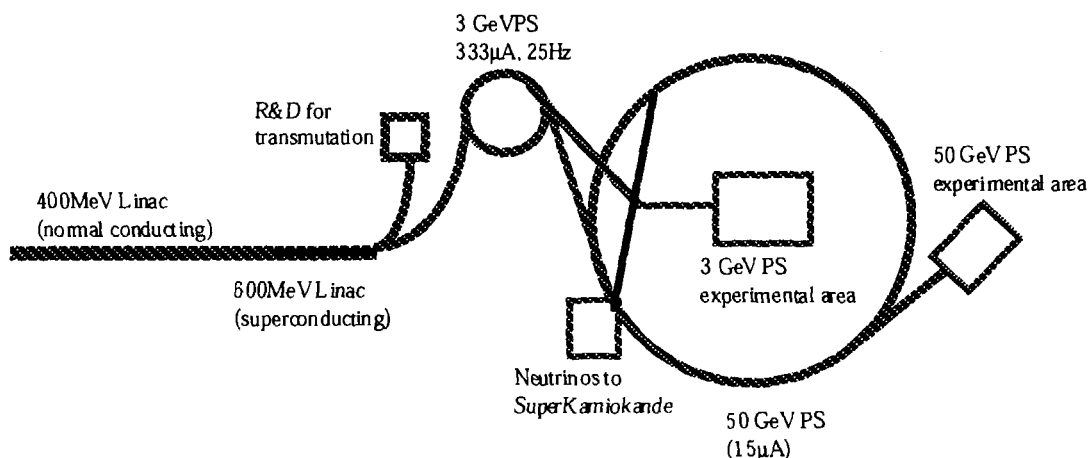 3 GeVPS
333µA, 25Hz
R&D for
transmutation
50 GeV PS
experimental area
400MeV Linac
(normal conducting)
3 GeV PS
experimental area
600MeV Linac
(superconducting)
Neutrinos to
SuperKamiokande
50 GeV PS
(15µA)